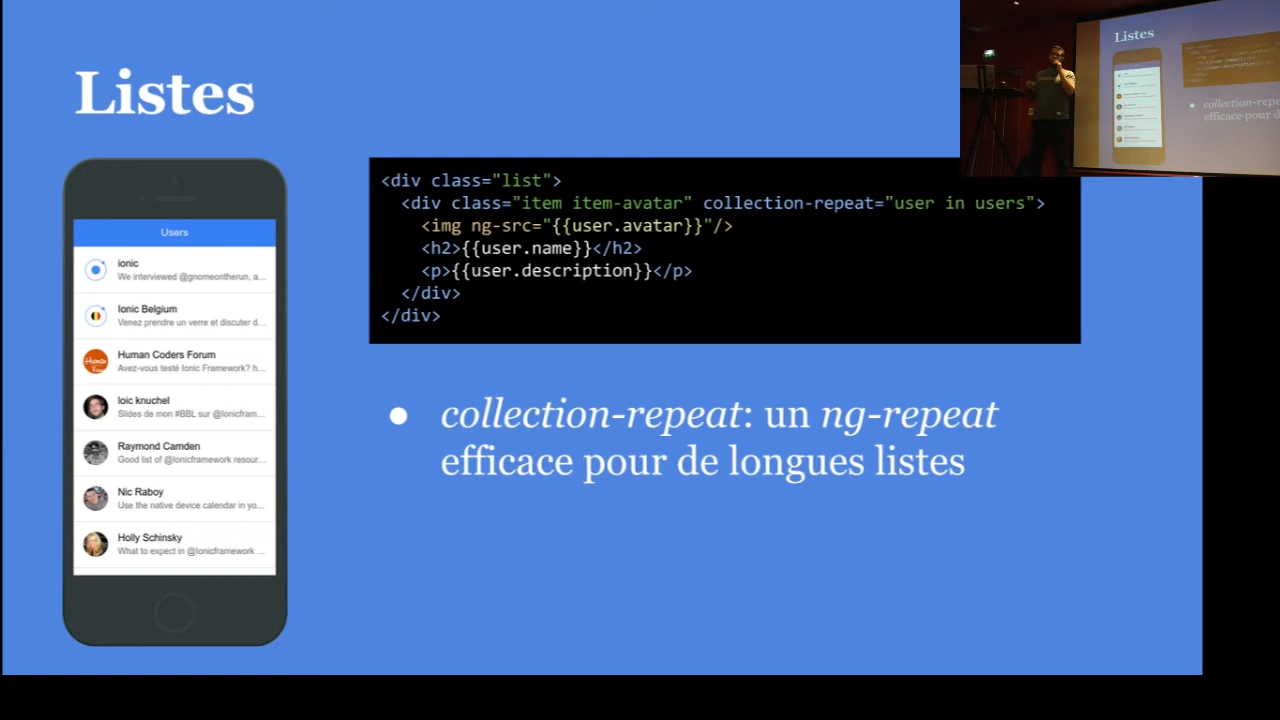 Listes
Users
ionic
We interviewed @gnomeontherun, a...
Ionic Belgium
Venez prendre un verre et discuter d...
Human Coders Forum
Avez-vous testé Ionic Framework? h...
loic knuchel
Slides de mon #BBL sur @Ionicfram...
Raymond Camden
Good list of @Ionicframework resour...
Nic Raboy
Use the native device calendar in yo...
Holly Schinsky
What to expect in @Ionicframework ...
<div class="list">
<div class="item item-avatar" collection-repeat="user in users">
<img ng-src="{{user.avatar}}"/>
<h2>{{user.name}}</h2>
<p>{{user.description}}</p>
</div>
</div>
● collection-repeat: un ng-repeat
efficace pour de longues listes
Listes
● collection-repe
efficace pour d